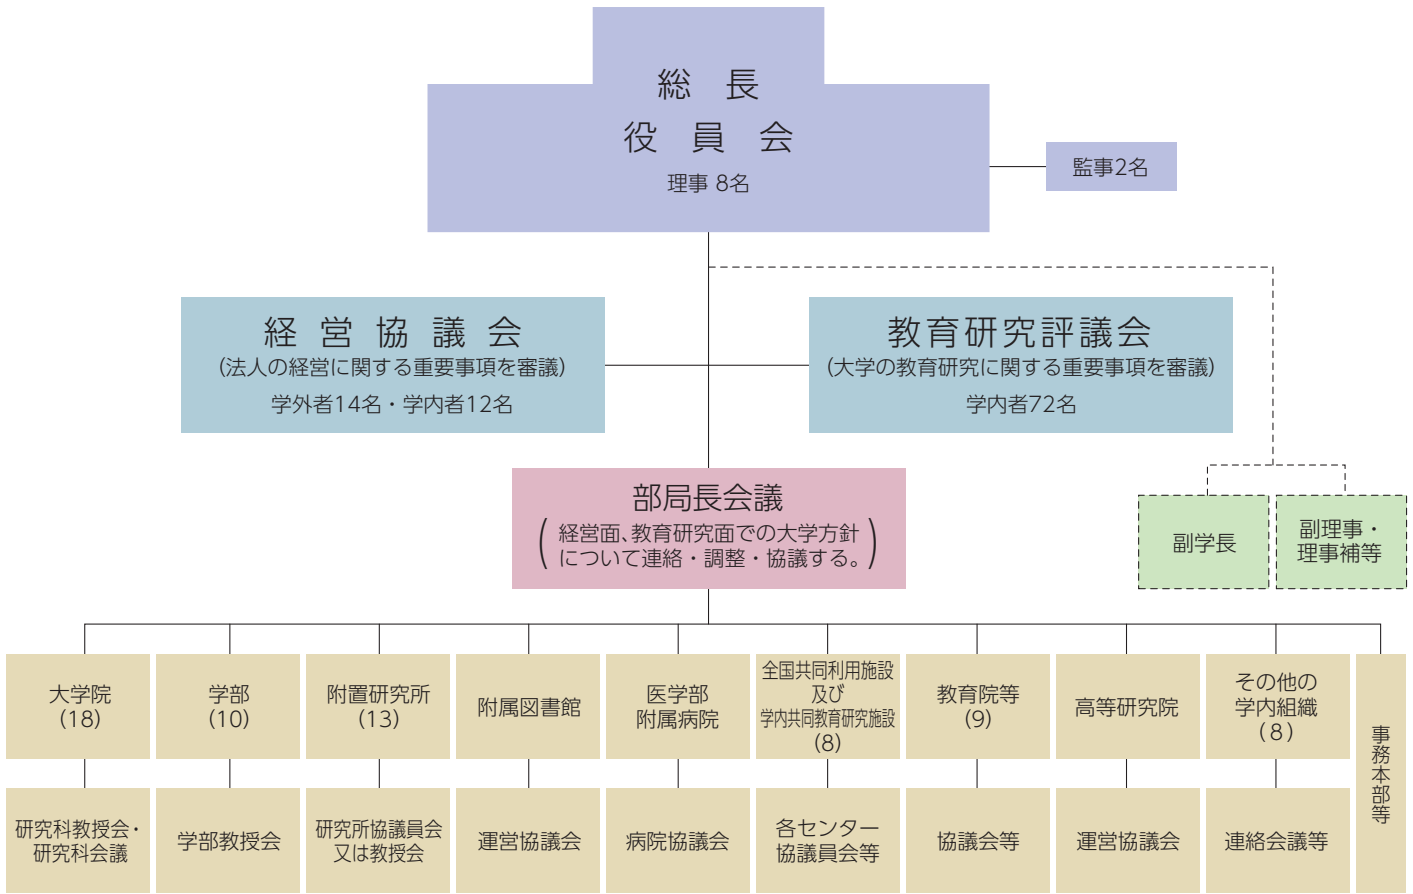 総長
役員会
理事 8名
監事2名
経営協議会
(法人の経営に関する重要事項を審議)
学外者14名・学内者12名
教育研究評議会
(大学の教育研究に関する重要事項を審議)
学内者72名
部局長会議
(経営面、教育研究面での大学方針
について連絡・調整・協議する。)
副学長
副理事・
理事補等
大学院
(18)
学部
(10)
附置研究所
(13)
附属図書館
医学部
附属病院
全国共同利用施設
及び
学内共同教育研究施設
(8)
教育院等
(9)
高等研究院
その他の
学内組織
(8)
事務本部等
研究科教授会・
研究科会議
学部教授会
研究所協議員会
又は教授会
運営協議会
病院協議会
各センター
協議員会等
協議会等
運営協議会
連絡会議等